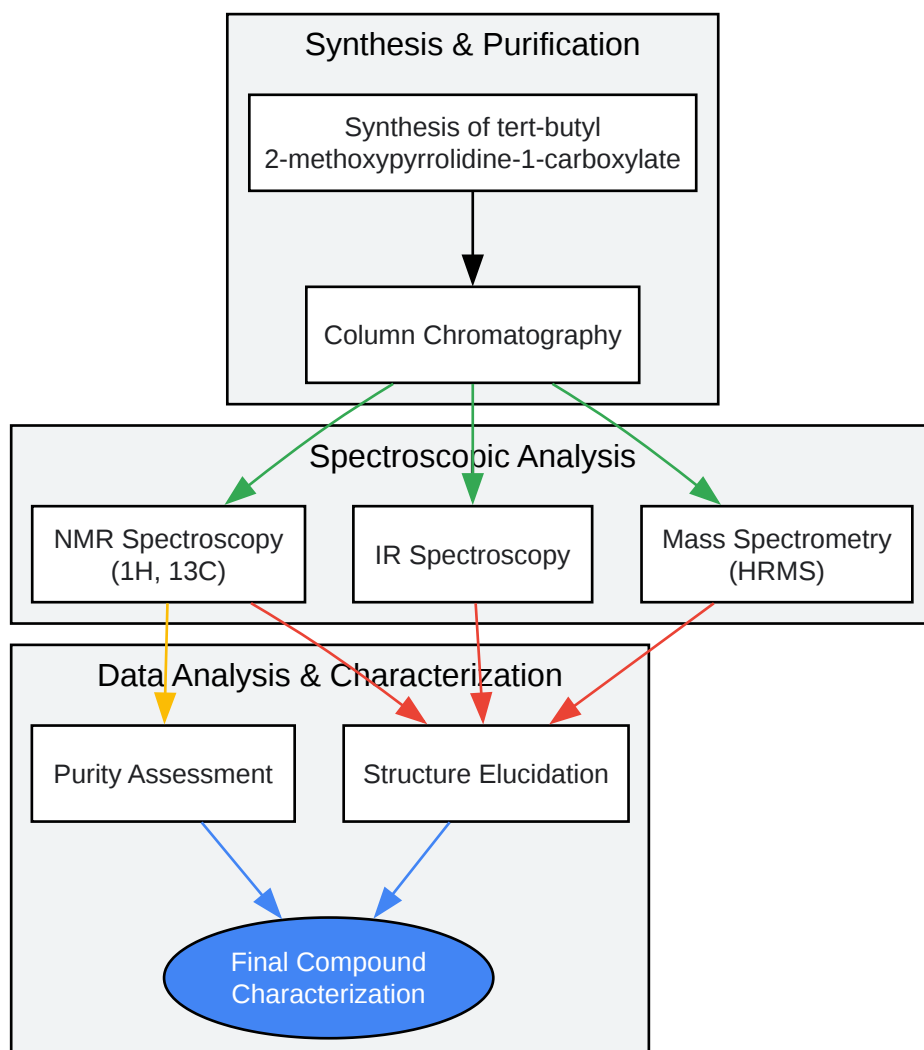 Synthesis & Purification
Synthesis of tert-butyl
2-methoxypyrrolidine-1-carboxylate
Column Chromatography
Spectroscopic Analysis
NMR Spectroscopy
(1H, 13C)
IR Spectroscopy
Mass Spectrometry
(HRMS)
Data Analysis & Characterization
Purity Assessment
Structure Elucidation
Final Compound
Characterization